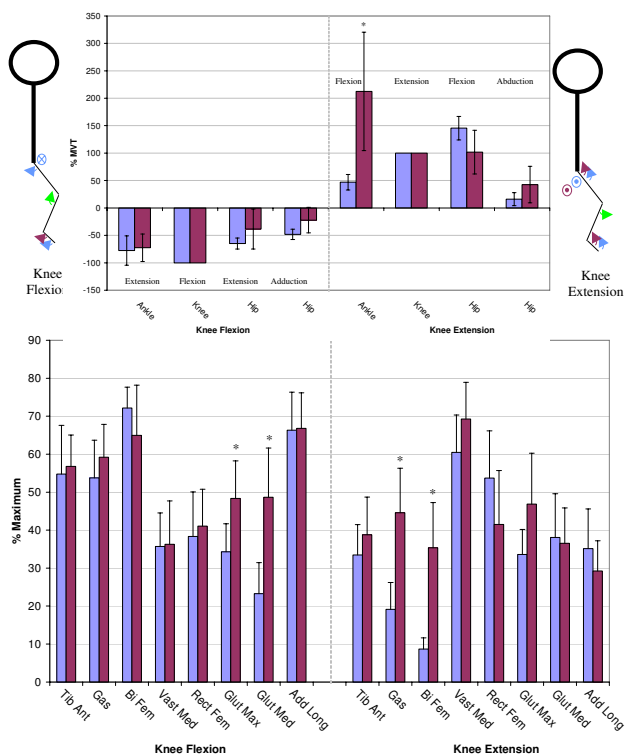 350
300
250
200
150
100
50
0
-50
-100
-150
% MVT
*
Flexion Extension Flexion Abduction
Extension Flexion Extension Adduction
Ankle Knee Hip Hip Ankle Knee Hip Hip
Knee Flexion Knee Extension
Knee
Flexion
Knee
Extension
90
80
70
60
50
40
30
20
10
0
% Maximum
* * * *
Tib Ant Gas Bi Fem Vast Med Rect Fem Glut Max Glut Med Add Long Tib Ant Gas Bi Fem Vast Med Rect Fem Glut Max Glut Med Add Long
Knee Flexion Knee Extension